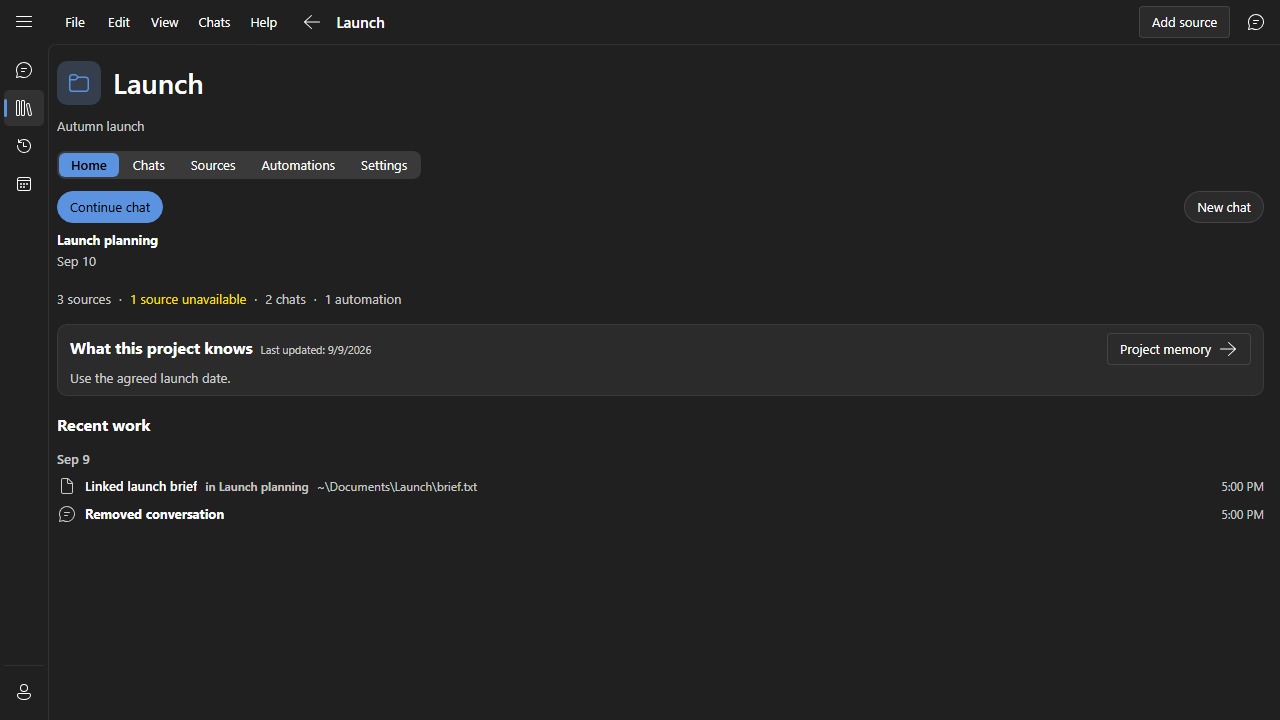 File Edit View Chats Help Launch Add source
Launch
Autumn launch
Home Chats Sources Automations Settings
Continue chat New chat
Launch planning
Sep 10
3 sources · 1 source unavailable · 2 chats · 1 automation
What this project knows Last updated: 9/9/2026 Project memory
Use the agreed launch date.
Recent work
Sep 9
Linked launch brief in Launch planning ~\Documents\Launch\brief.txt 5:00 PM
Removed conversation 5:00 PM